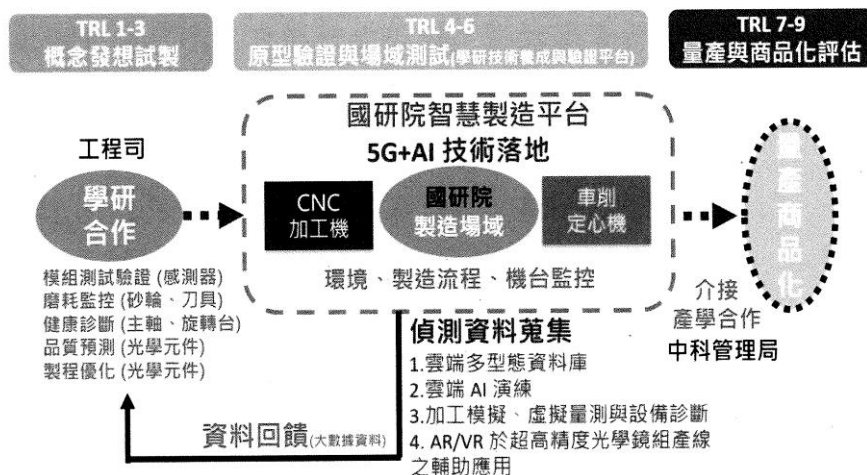 TRL 1-3
概念發想試製
TRL 4-6
原型驗證與場域測試(學研技術養成與驗證平台)
TRL 7-9
量產與商品化評估
工程司
學研
合作
模組測試驗證 (感測器)
磨耗監控 (砂輪、刀具)
健康診斷 (主軸、旋轉台)
品質預測 (光學元件)
製程優化 (光學元件)
國研院智慧製造平台
5G+AI 技術落地
CNC
加工機
國研院
製造場域
車削
定心機
環境、製造流程、機台監控
量產商品化
介接
產學合作
中科管理局
偵測資料蒐集
1.雲端多型態資料庫
2.雲端 AI 演練
3.加工模擬、虛擬量測與設備診斷
4. AR/VR 於超高精度光學鏡組產線
之輔助應用
資料回饋(大數據資料)